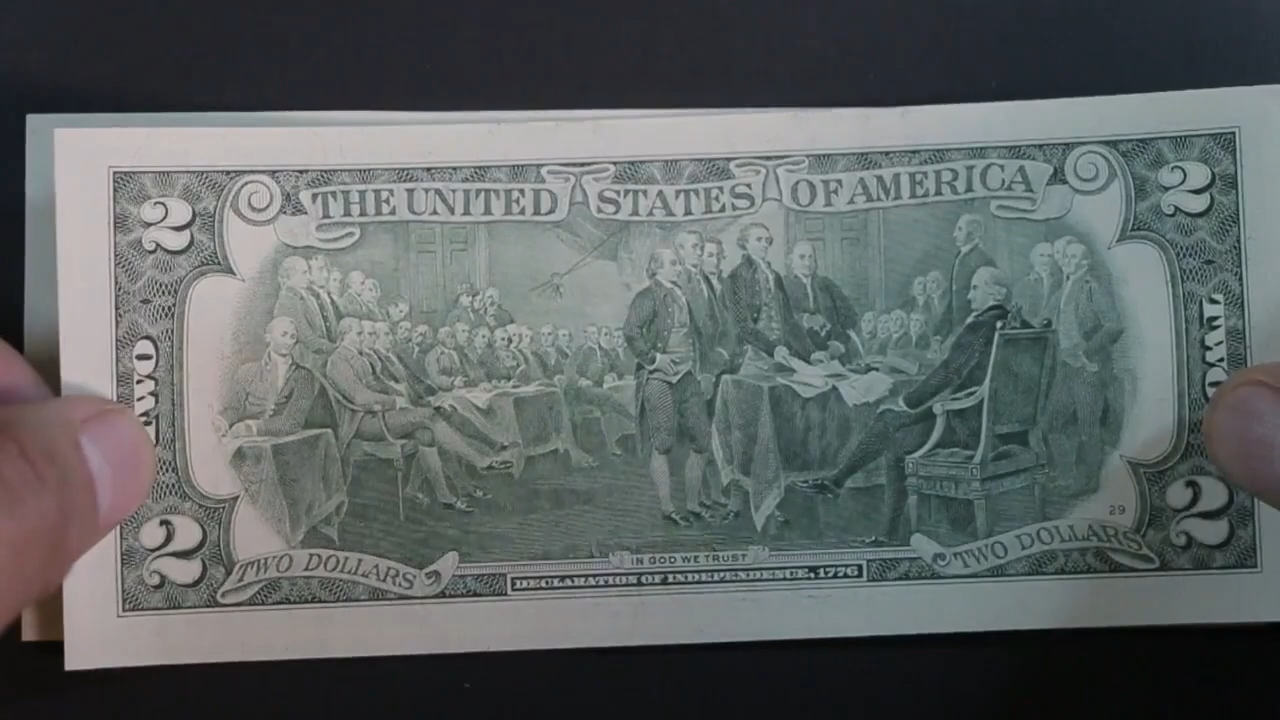 THE UNITED STATES OF AMERICA
2
2
TWO
TWO
2
2
29
TWO DOLLARS
IN GOD WE TRUST
TWO DOLLARS
DECLARATION OF INDEPENDENCE, 1776